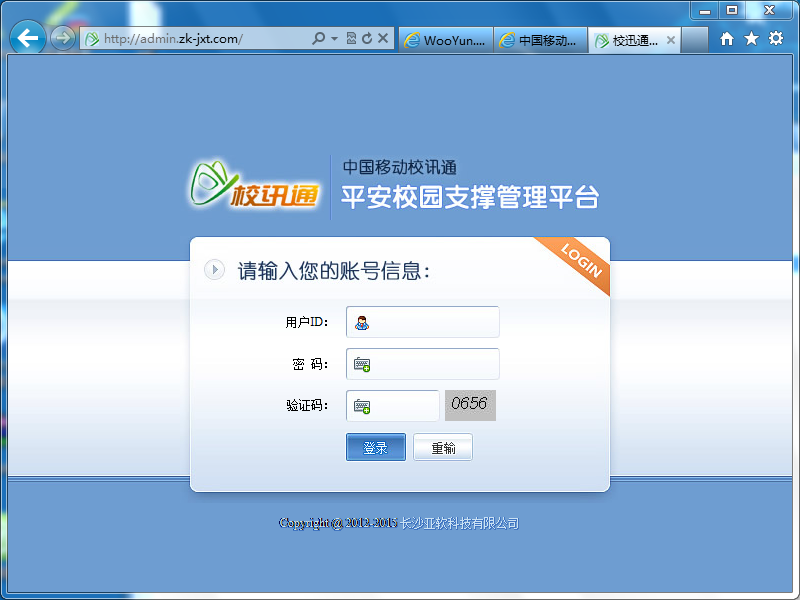 http://admin.zk-jxt.com/
WooYun....
中国移动...
校迅通...
校讯通
中国移动校讯通
平安校园支撑管理平台
LOGIN
请输入您的账号信息：
用户ID：
密 码：
验证码：
0656
登录
重输
Copyright@ 2012-2015 长沙亚软科技有限公司